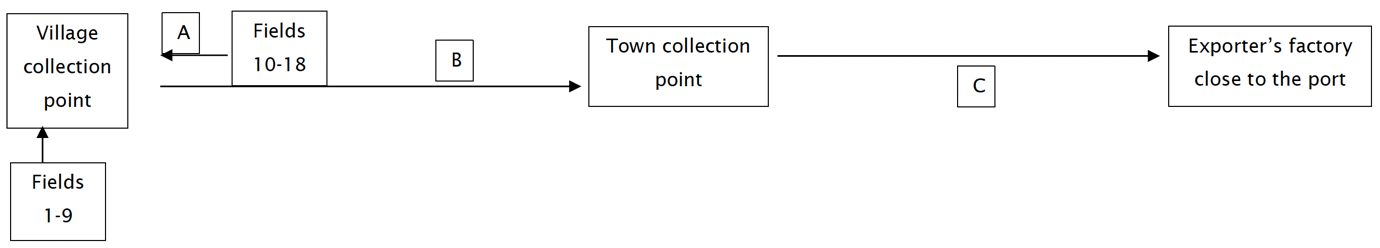 Village
collection
point
A
Fields
10-18
B
Town collection
point
C
Exporter’s factory
close to the port
Fields
1-9